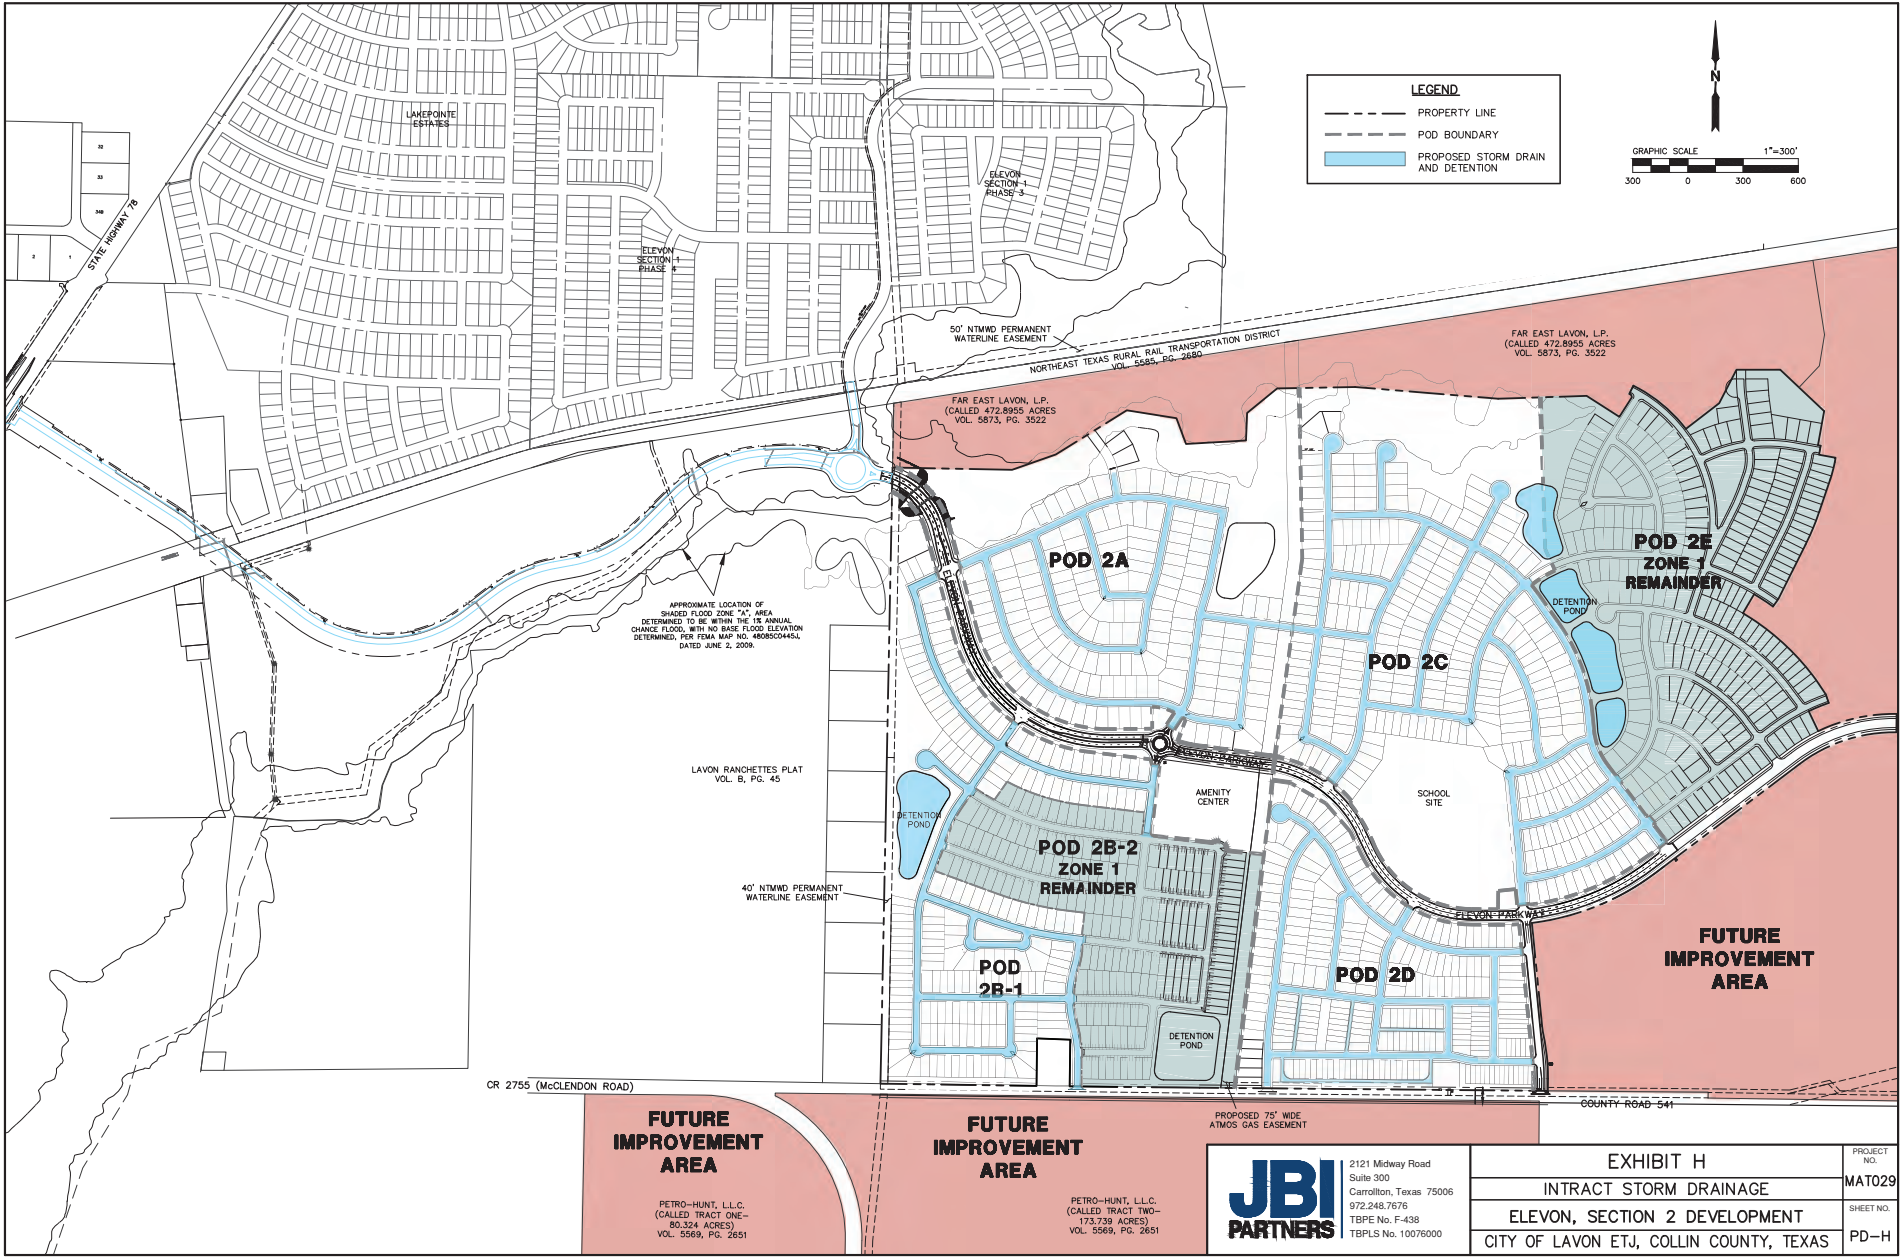 LEGEND
PROPERTY LINE
POD BOUNDARY
PROPOSED STORM DRAIN
AND DETENTION
N
GRAPHIC SCALE 1"=300'
300 0 300 600
LAKEPOINTE
ESTATES
32
33
34B
2
1
STATE HIGHWAY 78
ELEVON
SECTION 1
PHASE 3
ELEVON
SECTION 1
PHASE 4
50' NTMWD PERMANENT
WATERLINE EASEMENT
NORTHEAST TEXAS RURAL RAIL TRANSPORTATION DISTRICT
VOL. 5585, PG. 2680
FAR EAST LAVON, L.P.
(CALLED 472.8955 ACRES
VOL. 5873, PG. 3522
FAR EAST LAVON, L.P.
(CALLED 472.8955 ACRES
VOL. 5873, PG. 3522
POD 2A
POD 2E
ZONE 1
REMAINDER
DETENTION
POND
APPROXIMATE LOCATION OF
SHADED FLOOD ZONE "A", AREA
DETERMINED TO BE WITHIN THE 1% ANNUAL
CHANCE FLOOD, WITH NO BASE FLOOD ELEVATION
DETERMINED, PER FEMA MAP NO. 48085C0445J,
DATED JUNE 2, 2009.
ELEVON PARKWAY
POD 2C
ELEVON PARKWAY
LAVON RANCHETTES PLAT
VOL. B, PG. 45
AMENITY
CENTER
SCHOOL
SITE
DETENTION
POND
POD 2B-2
ZONE 1
REMAINDER
40' NTMWD PERMANENT
WATERLINE EASEMENT
ELEVON PARKWAY
FUTURE
IMPROVEMENT
AREA
POD
2B-1
POD 2D
DETENTION
POND
CR 2755 (McCLENDON ROAD)
COUNTY ROAD 541
PROPOSED 75' WIDE
ATMOS GAS EASEMENT
FUTURE
IMPROVEMENT
AREA
PETRO-HUNT, L.L.C.
(CALLED TRACT ONE-
80.324 ACRES)
VOL. 5569, PG. 2651
FUTURE
IMPROVEMENT
AREA
PETRO-HUNT, L.L.C.
(CALLED TRACT TWO-
173.739 ACRES)
VOL. 5569, PG. 2651
JBI
PARTNERS
2121 Midway Road
Suite 300
Carrollton, Texas 75006
972.248.7676
TBPE No. F-438
TBPLS No. 10076000
EXHIBIT H
INTRACT STORM DRAINAGE
ELEVON, SECTION 2 DEVELOPMENT
CITY OF LAVON ETJ, COLLIN COUNTY, TEXAS
PROJECT
NO.
MAT029
SHEET NO.
PD-H